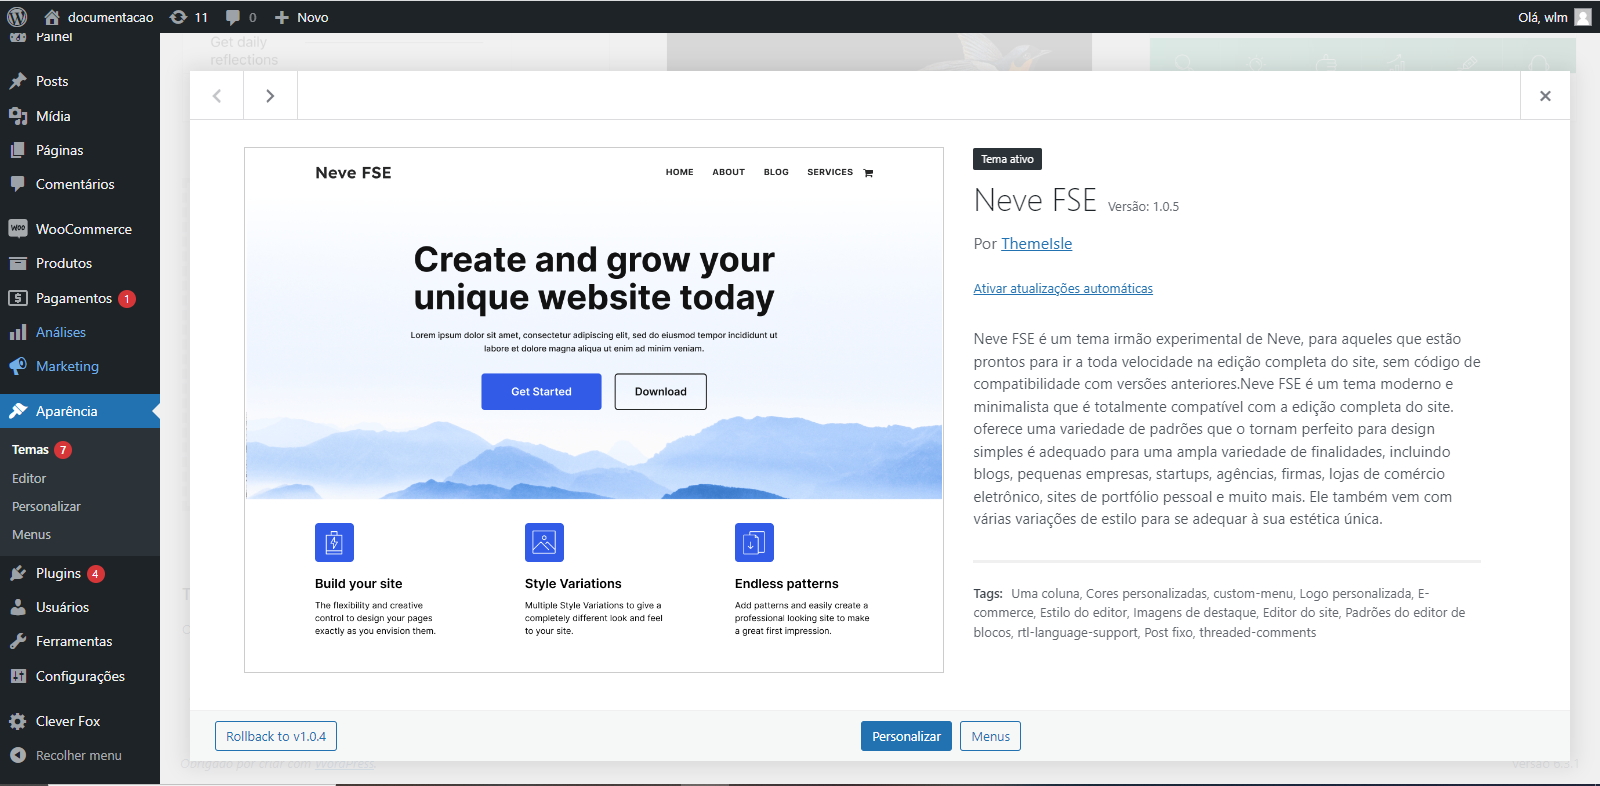 documentacao
11
0
Novo
Olá, wlm
Painel
Posts
Mídia
Páginas
Comentários
WooCommerce
Produtos
Pagamentos 1
Análises
Marketing
Aparência
Temas 7
Editor
Personalizar
Menus
Plugins 4
Usuários
Ferramentas
Configurações
Clever Fox
Recolher menu
Get daily
reflections
Neve FSE
HOME ABOUT BLOG SERVICES
Create and grow your
unique website today
Lorem ipsum dolor sit amet, consectetur adipiscing elit, sed do eiusmod tempor incididunt ut
labore et dolore magna aliqua ut enim ad minim veniam.
Get Started
Download
Build your site
The flexibility and creative
control to design your pages
exactly as you envision them.
Style Variations
Multiple Style Variations to give a
completely different look and feel
to your site.
Endless patterns
Add patterns and easily create a
professional looking site to make
a great first impression.
Tema ativo
Neve FSE Versão: 1.0.5
Por ThemeIsle
Ativar atualizações automáticas
Neve FSE é um tema irmão experimental de Neve, para aqueles que estão
prontos para ir a toda velocidade na edição completa do site, sem código de
compatibilidade com versões anteriores.Neve FSE é um tema moderno e
minimalista que é totalmente compatível com a edição completa do site.
oferece uma variedade de padrões que o tornam perfeito para design
simples é adequado para uma ampla variedade de finalidades, incluindo
blogs, pequenas empresas, startups, agências, firmas, lojas de comércio
eletrônico, sites de portfólio pessoal e muito mais. Ele também vem com
várias variações de estilo para se adequar à sua estética única.
Tags: Uma coluna, Cores personalizadas, custom-menu, Logo personalizada, E-
commerce, Estilo do editor, Imagens de destaque, Editor do site, Padrões do editor de
blocos, rtl-language-support, Post fixo, threaded-comments
Rollback to v1.0.4
Personalizar
Menus
Obrigado por criar com WordPress.
Versão 6.3.1